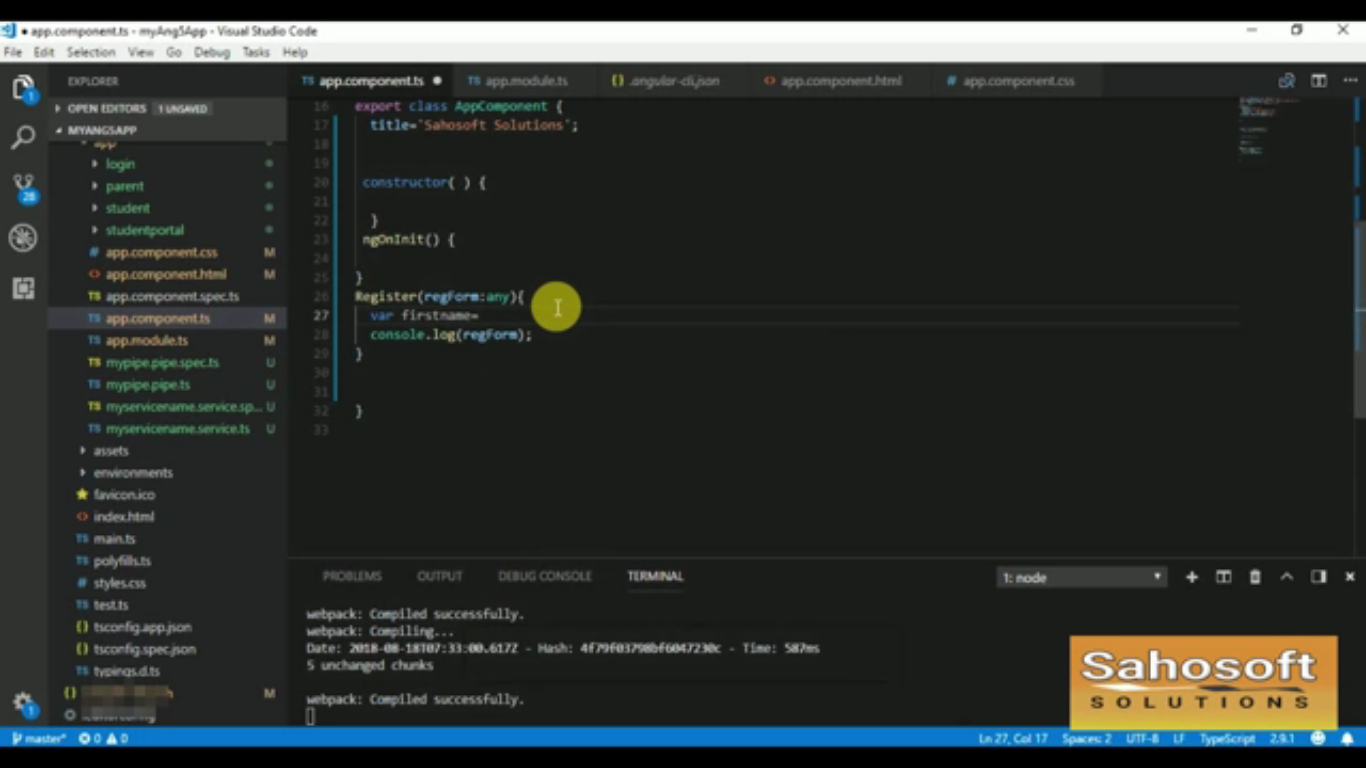 app.component.ts - myAng5App - Visual Studio Code
File Edit Selection View Go Debug Tasks Help
EXPLORER
OPEN EDITORS 1 UNSAVED
MYANG5APP
app
login
parent
student
studentportal
app.component.css M
app.component.html M
app.component.spec.ts
app.component.ts M
app.module.ts M
mypipe.pipe.spec.ts U
mypipe.pipe.ts U
myservicename.service.sp... U
myservicename.service.ts U
assets
environments
favicon.ico
index.html
main.ts
polyfills.ts
styles.css
test.ts
tsconfig.app.json
tsconfig.spec.json
typings.d.ts
M
app.component.ts app.module.ts .angular-cli.json app.component.html app.component.css
16 export class AppComponent {
17 title='Sahosoft Solutions';
18
19
20 constructor( ) {
21
22 }
23 ngOnInit() {
24
25 }
26 Register(regForm:any){
27 var firstname=
28 console.log(regForm);
29 }
30
31
32 }
33
PROBLEMS OUTPUT DEBUG CONSOLE TERMINAL 1: node
webpack: Compiled successfully.
webpack: Compiling...
Date: 2018-08-18T07:33:00.617Z - Hash: 4f79f03798bf6047230c - Time: 587ms
5 unchanged chunks
webpack: Compiled successfully.
Sahosoft
SOLUTIONS
master* 0 0 Ln 27, Col 17 Spaces: 2 UTF-8 LF TypeScript 2.9.1